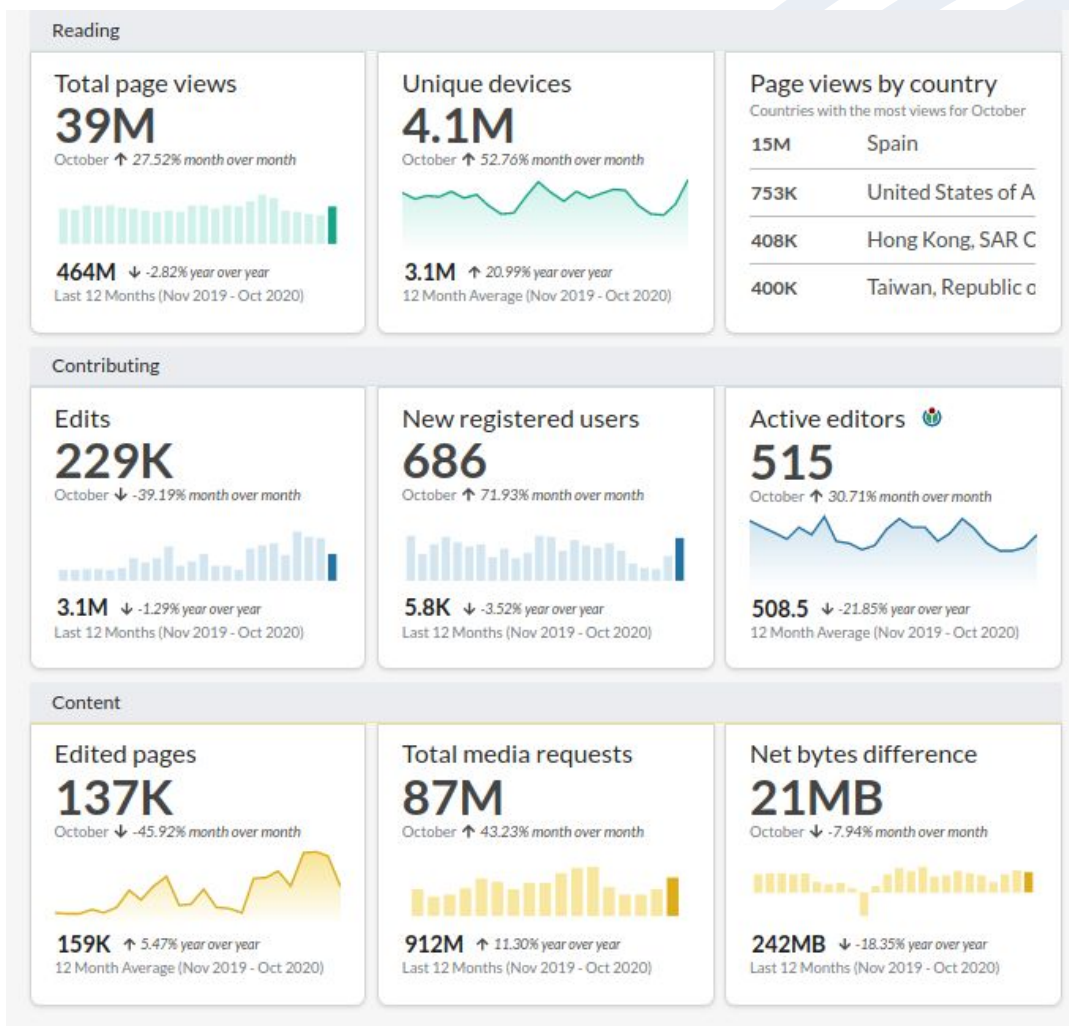 Reading
Total page views
39M
October ↑ 27.52% month over month
464M ↓ -2.82% year over year
Last 12 Months (Nov 2019 - Oct 2020)
Unique devices
4.1M
October ↑ 52.76% month over month
3.1M ↑ 20.99% year over year
12 Month Average (Nov 2019 - Oct 2020)
Page views by country
Countries with the most views for October
15M Spain
753K United States of A
408K Hong Kong, SAR C
400K Taiwan, Republic o
Contributing
Edits
229K
October ↓ -39.19% month over month
3.1M ↓ -1.29% year over year
Last 12 Months (Nov 2019 - Oct 2020)
New registered users
686
October ↑ 71.93% month over month
5.8K ↓ -3.52% year over year
Last 12 Months (Nov 2019 - Oct 2020)
Active editors
515
October ↑ 30.71% month over month
508.5 ↓ -21.85% year over year
12 Month Average (Nov 2019 - Oct 2020)
Content
Edited pages
137K
October ↓ -45.92% month over month
159K ↑ 5.47% year over year
12 Month Average (Nov 2019 - Oct 2020)
Total media requests
87M
October ↑ 43.23% month over month
912M ↑ 11.30% year over year
Last 12 Months (Nov 2019 - Oct 2020)
Net bytes difference
21MB
October ↓ -7.94% month over month
242MB ↓ -18.35% year over year
Last 12 Months (Nov 2019 - Oct 2020)